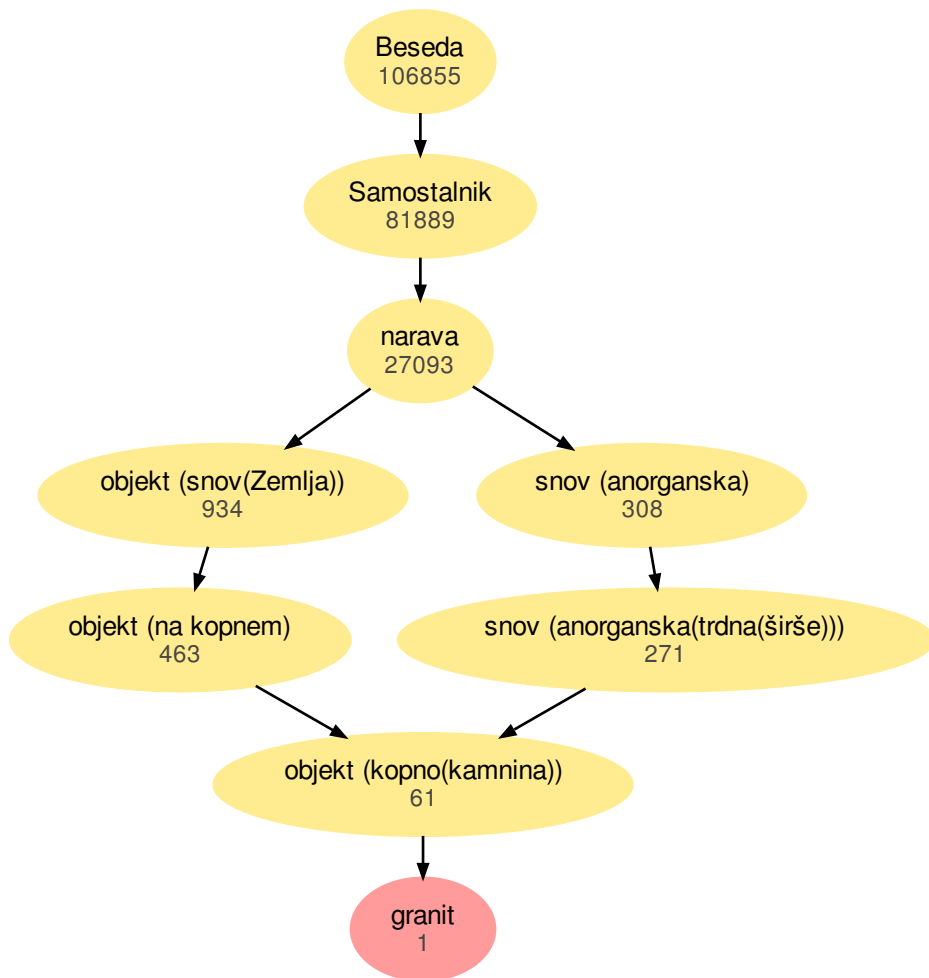 Beseda
106855
Samostalnik
81889
narava
27093
objekt (snov(Zemlja))
934
snov (anorganska)
308
objekt (na kopnem)
463
snov (anorganska(trdna(širše)))
271
objekt (kopno(kamnina))
61
granit
1